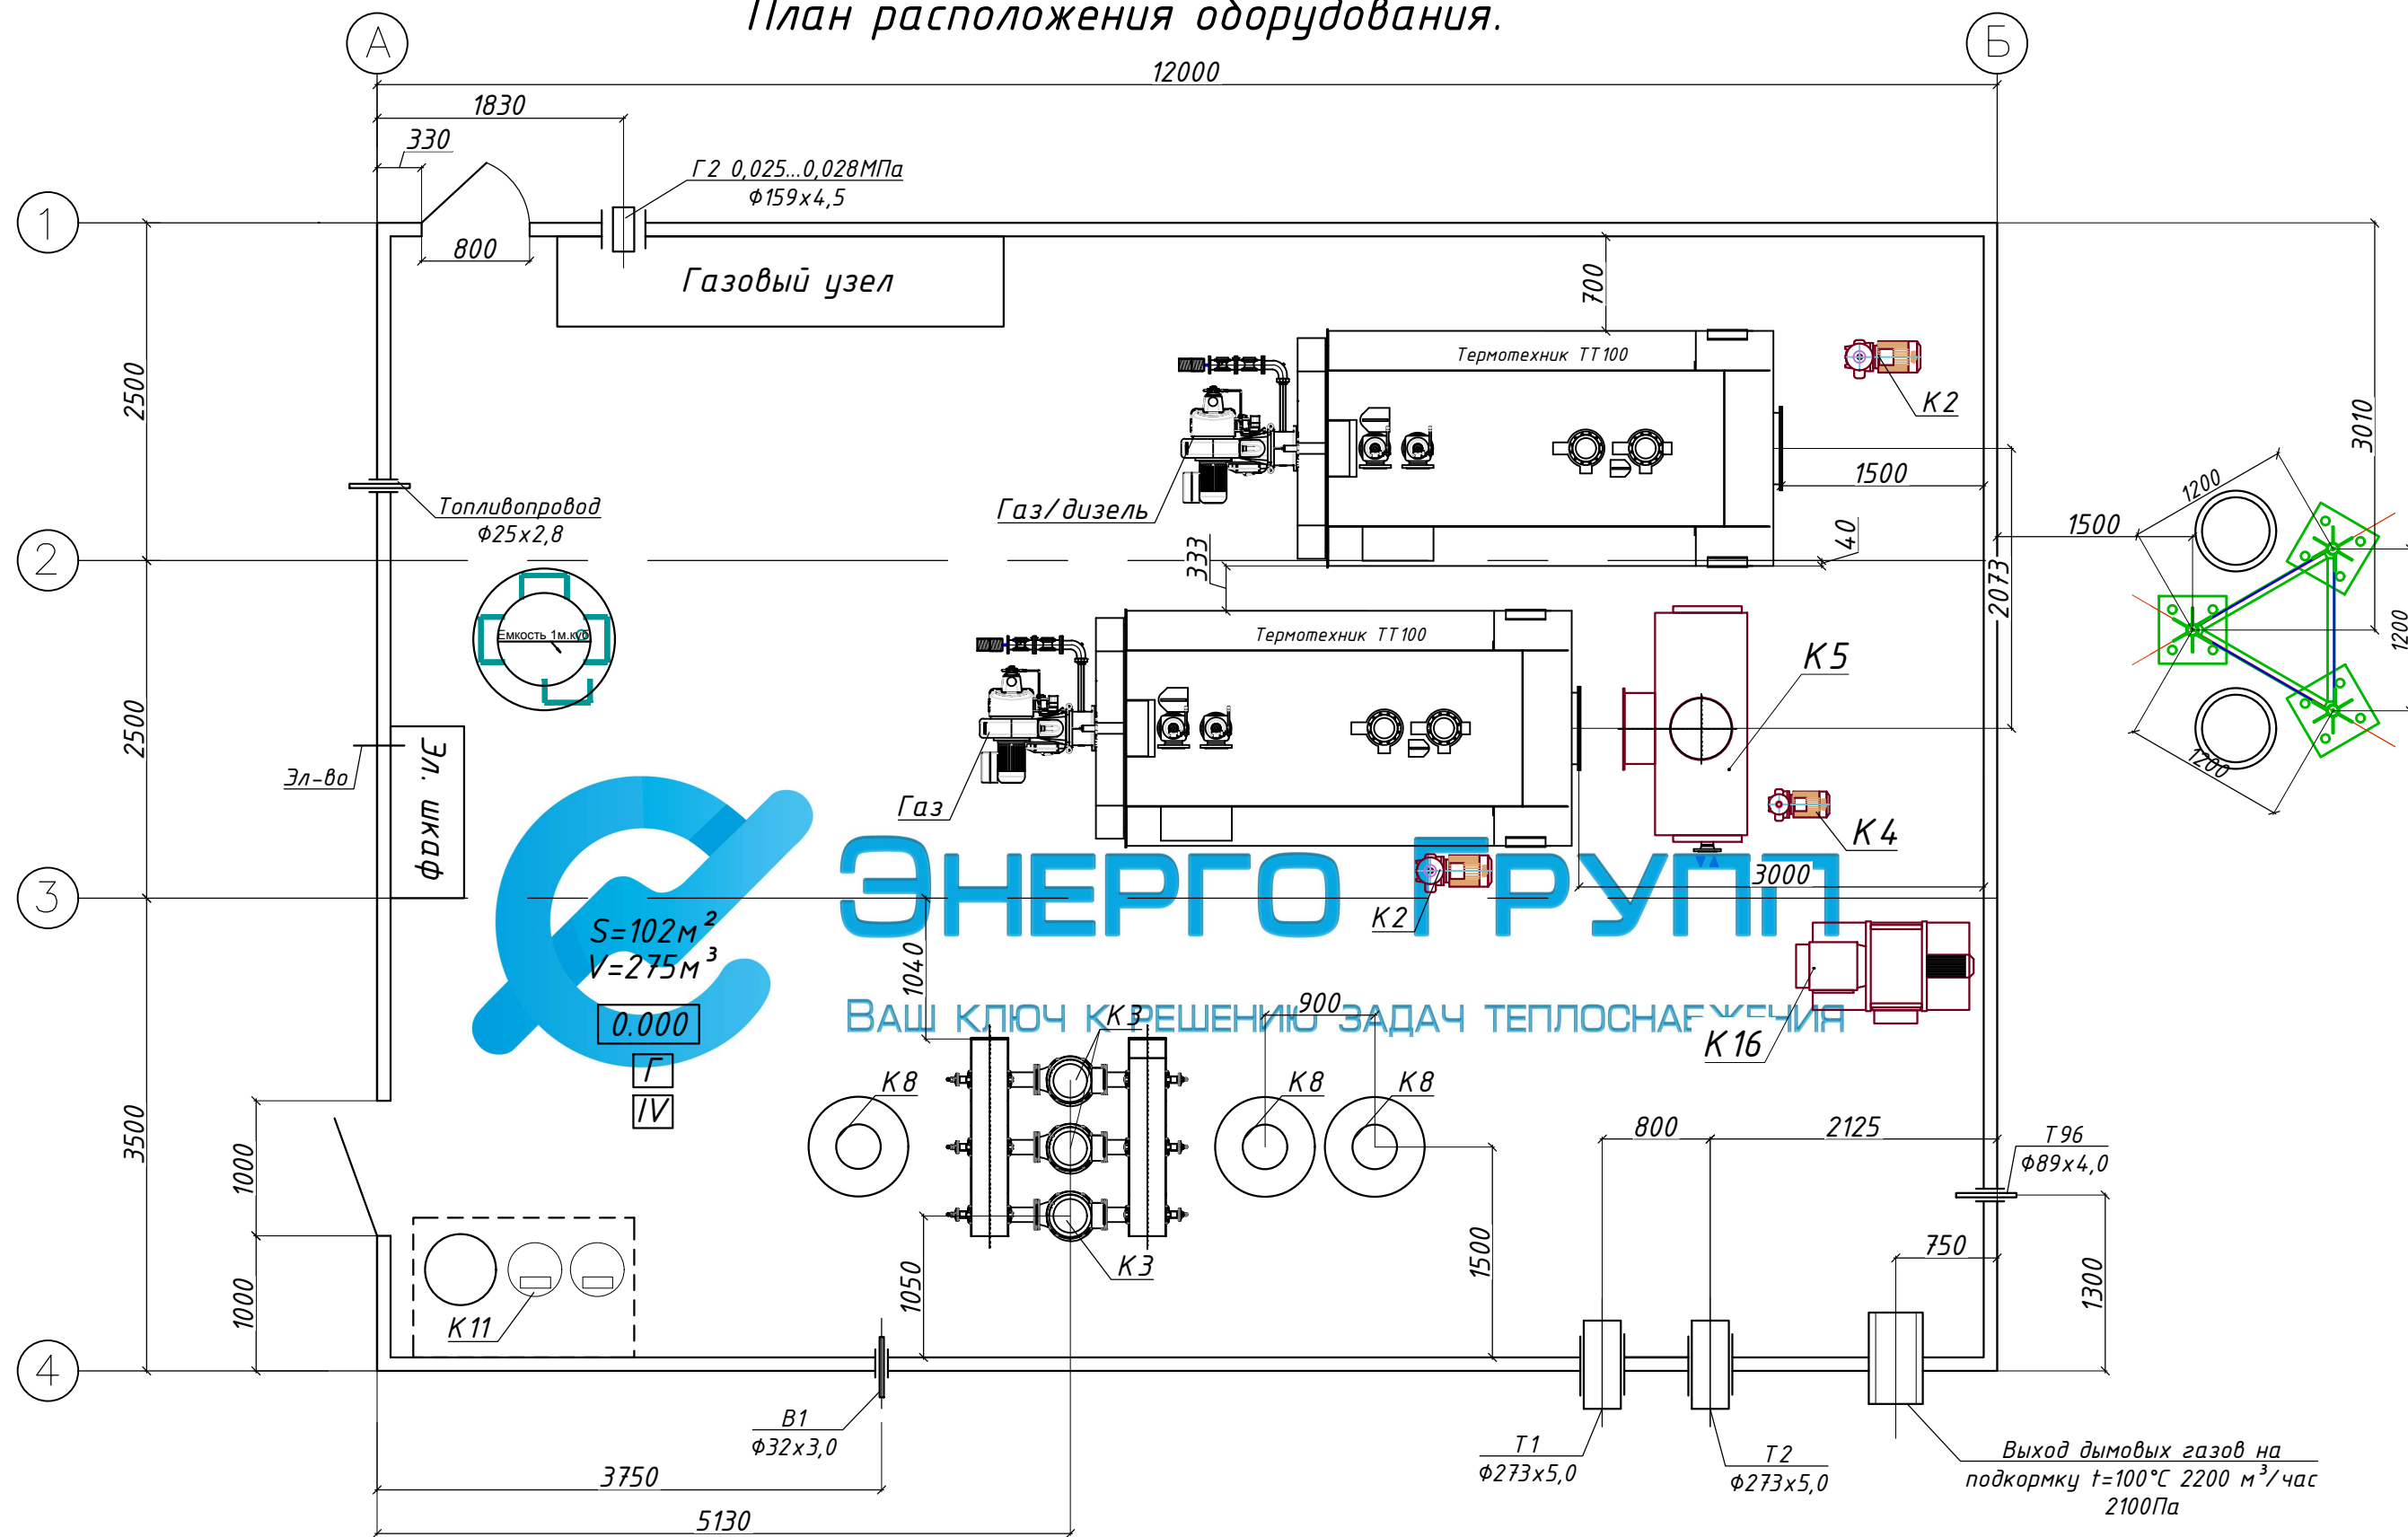 План расположения оборудования.
А
Б
12000
1830
330
Г2 0,025...0,028МПа
Ф159х4,5
1
800
Газовый узел
700
Термотехник ТТ100
К2
2500
3010
1500
1200
Газ/дизель
Топливопровод
Ф25х2,8
40
1500
2
333
2073
1200
Емкость 1м.куб
Термотехник ТТ100
К5
2500
Эл. шкаф
Эл-во
Газ
1200
К4
ЭНЕРГО ГРУПП
3000
3
К2
S=102м²
V=275м³
1040
ВАШ КЛЮЧ К РЕШЕНИЮ ЗАДАЧ ТЕПЛОСНАБЖЕНИЯ
900
0.000
К3
К16
Г
К8
К8
К8
IV
3500
1000
800
2125
Т96
Ф89х4,0
1050
К3
1500
750
1000
1300
К11
4
В1
Ф32х3,0
Т1
Ф273х5,0
Т2
Ф273х5,0
Выход дымовых газов на
подкормку t=100°C 2200 м³/час
2100Па
3750
5130